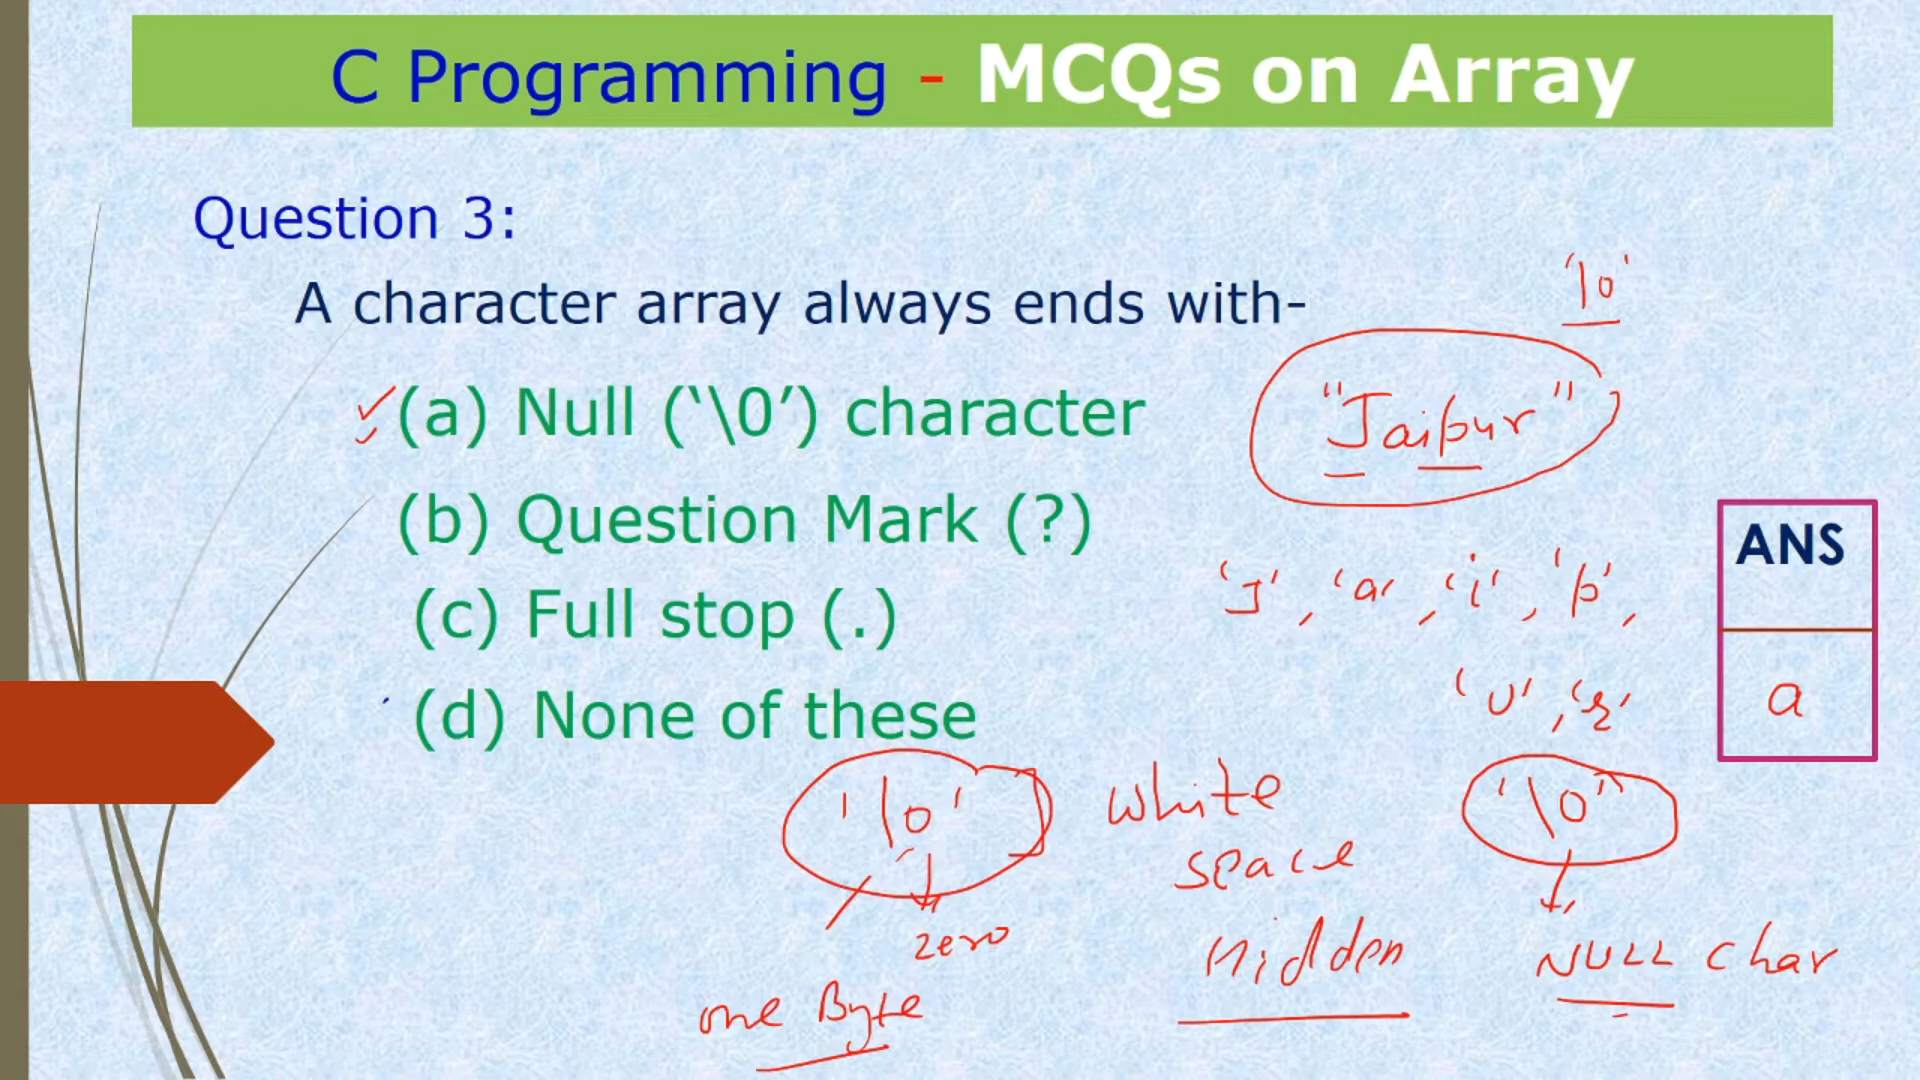 C Programming - MCQs on Array
Question 3:
A character array always ends with-
'\0'
(a) Null (‘\0’) character
"Jaipur"
(b) Question Mark (?)
ANS
'J', 'a', 'i', 'p',
(c) Full stop (.)
'u', 'r'
a
(d) None of these
'\0'
white
space
'\0'
zero
Hidden
NULL char
one Byte